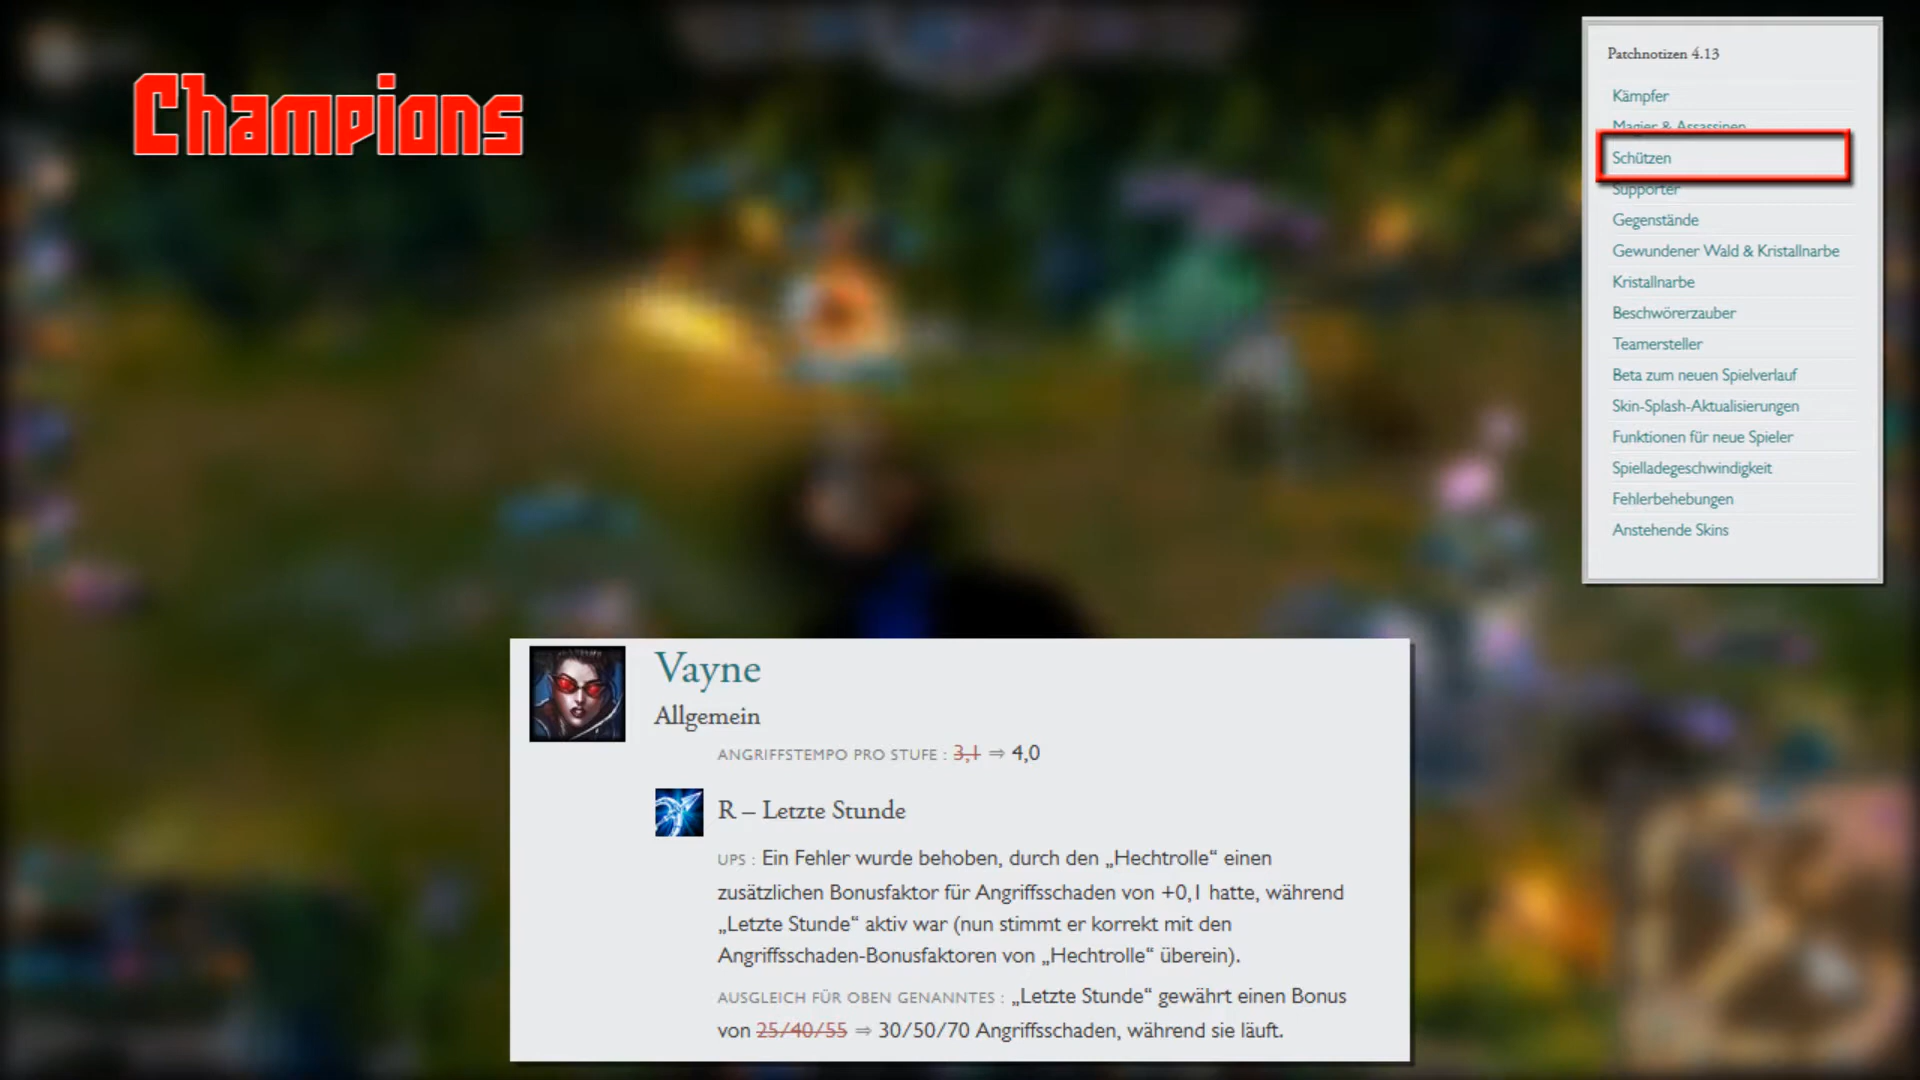 Champions
Patchnotizen 4.13
Kämpfer
Magier & Assassinen
Schützen
Supporter
Gegenstände
Gewundener Wald & Kristallnarbe
Kristallnarbe
Beschwörerzauber
Teamersteller
Beta zum neuen Spielverlauf
Skin-Splash-Aktualisierungen
Funktionen für neue Spieler
Spielladegeschwindigkeit
Fehlerbehebungen
Anstehende Skins
Vayne
Allgemein
ANGRIFFSTEMPO PRO STUFE : 3,1 ⇒ 4,0
R – Letzte Stunde
UPS : Ein Fehler wurde behoben, durch den „Hechtrolle“ einen
zusätzlichen Bonusfaktor für Angriffsschaden von +0,1 hatte, während
„Letzte Stunde“ aktiv war (nun stimmt er korrekt mit den
Angriffsschaden-Bonusfaktoren von „Hechtrolle“ überein).
AUSGLEICH FÜR OBEN GENANNTES : „Letzte Stunde“ gewährt einen Bonus
von 25/40/55 ⇒ 30/50/70 Angriffsschaden, während sie läuft.